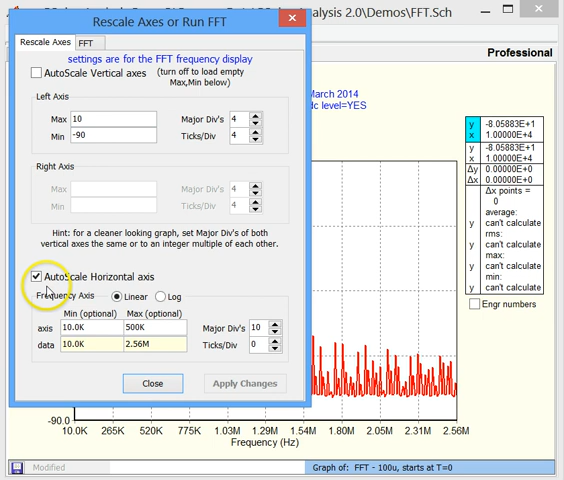 Analysis 2.0\Demos\FFT.Sch
Rescale Axes or Run FFT
Professional
Rescale Axes
FFT
settings are for the FFT frequency display
AutoScale Vertical axes
(turn off to load empty
Max,Min below)
Left Axis
Max 10 Major Div's 4
Min -90 Ticks/Div 4
Right Axis
Max Major Div's 4
Min Ticks/Div 4
Hint: for a cleaner looking graph, set Major Div's of both
vertical axes the same or to an integer multiple of each other.
AutoScale Horizontal axis
Frequency Axis Linear Log
Min (optional) Max (optional)
axis 10.0K 500K Major Div's 10
data 10.0K 2.56M Ticks/Div 0
Close Apply Changes
March 2014
dc level=YES
y -8.05883E+1
x 1.00000E+4
y -8.05883E+1
x 1.00000E+4
Δy 0.00000E+0
Δx 0.00000E+0
Δx points =
0
average:
y can't calculate
rms:
y can't calculate
max:
y can't calculate
min:
y can't calculate
Engr numbers
-90.0
10.0K 265K 520K 775K 1.03M 1.29M 1.54M 1.80M 2.05M 2.31M 2.56M
Frequency (Hz)
Modified
Graph of: FFT - 100u, starts at T=0